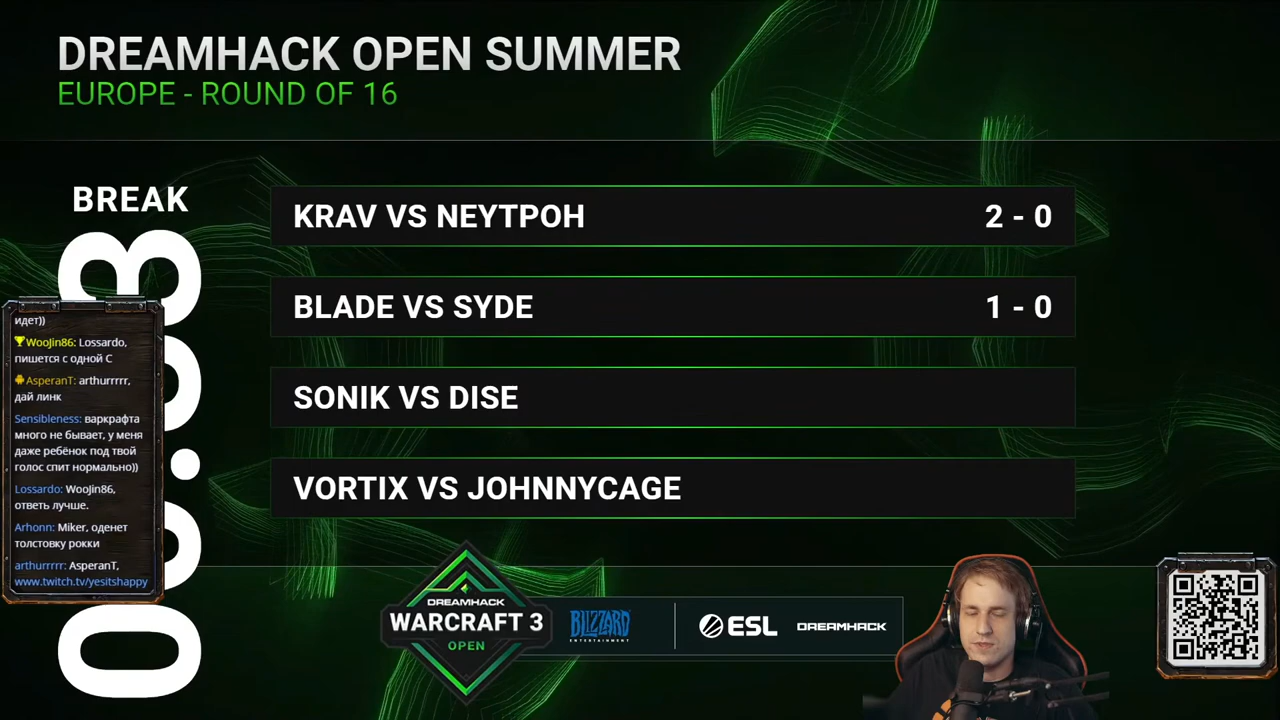 DREAMHACK OPEN SUMMER
EUROPE - ROUND OF 16
BREAK
KRAV VS NEYTPOH
2 - 0
BLADE VS SYDE
1 - 0
SONIK VS DISE
VORTIX VS JOHNNYCAGE
идет))
WooJin86: Lossardo,
пишется с одной С
AsperanT: arthurrrrr,
дай линк
Sensibleness: варкрафта
много не бывает, у меня
даже ребёнок под твой
голос спит нормально))
Lossardo: WooJin86,
ответь лучше.
Arhonn: Miker, оденет
толстовку рокки
arthurrrrr: AsperanT,
www.twitch.tv/yesitshappy
DREAMHACK
WARCRAFT 3
OPEN
BLIZZARD
ENTERTAINMENT
ESL
DREAMHACK